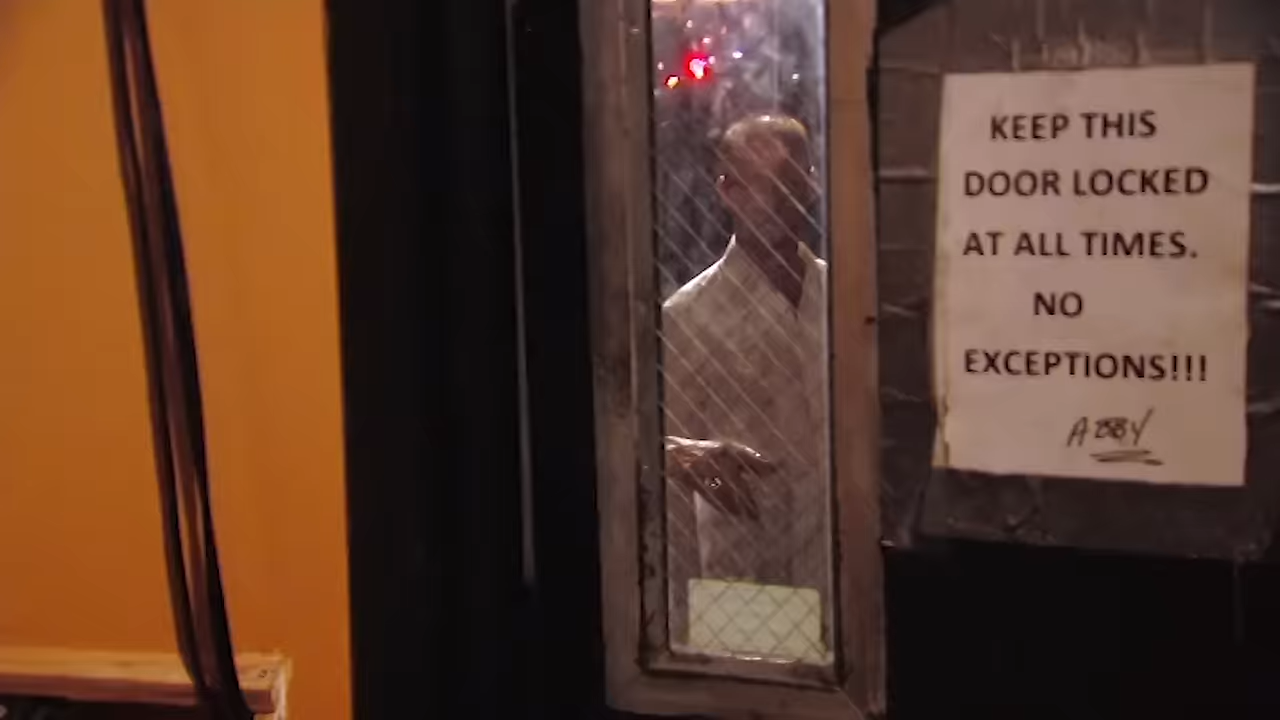 KEEP THIS
DOOR LOCKED
AT ALL TIMES.
NO
EXCEPTIONS!!!
ABBY